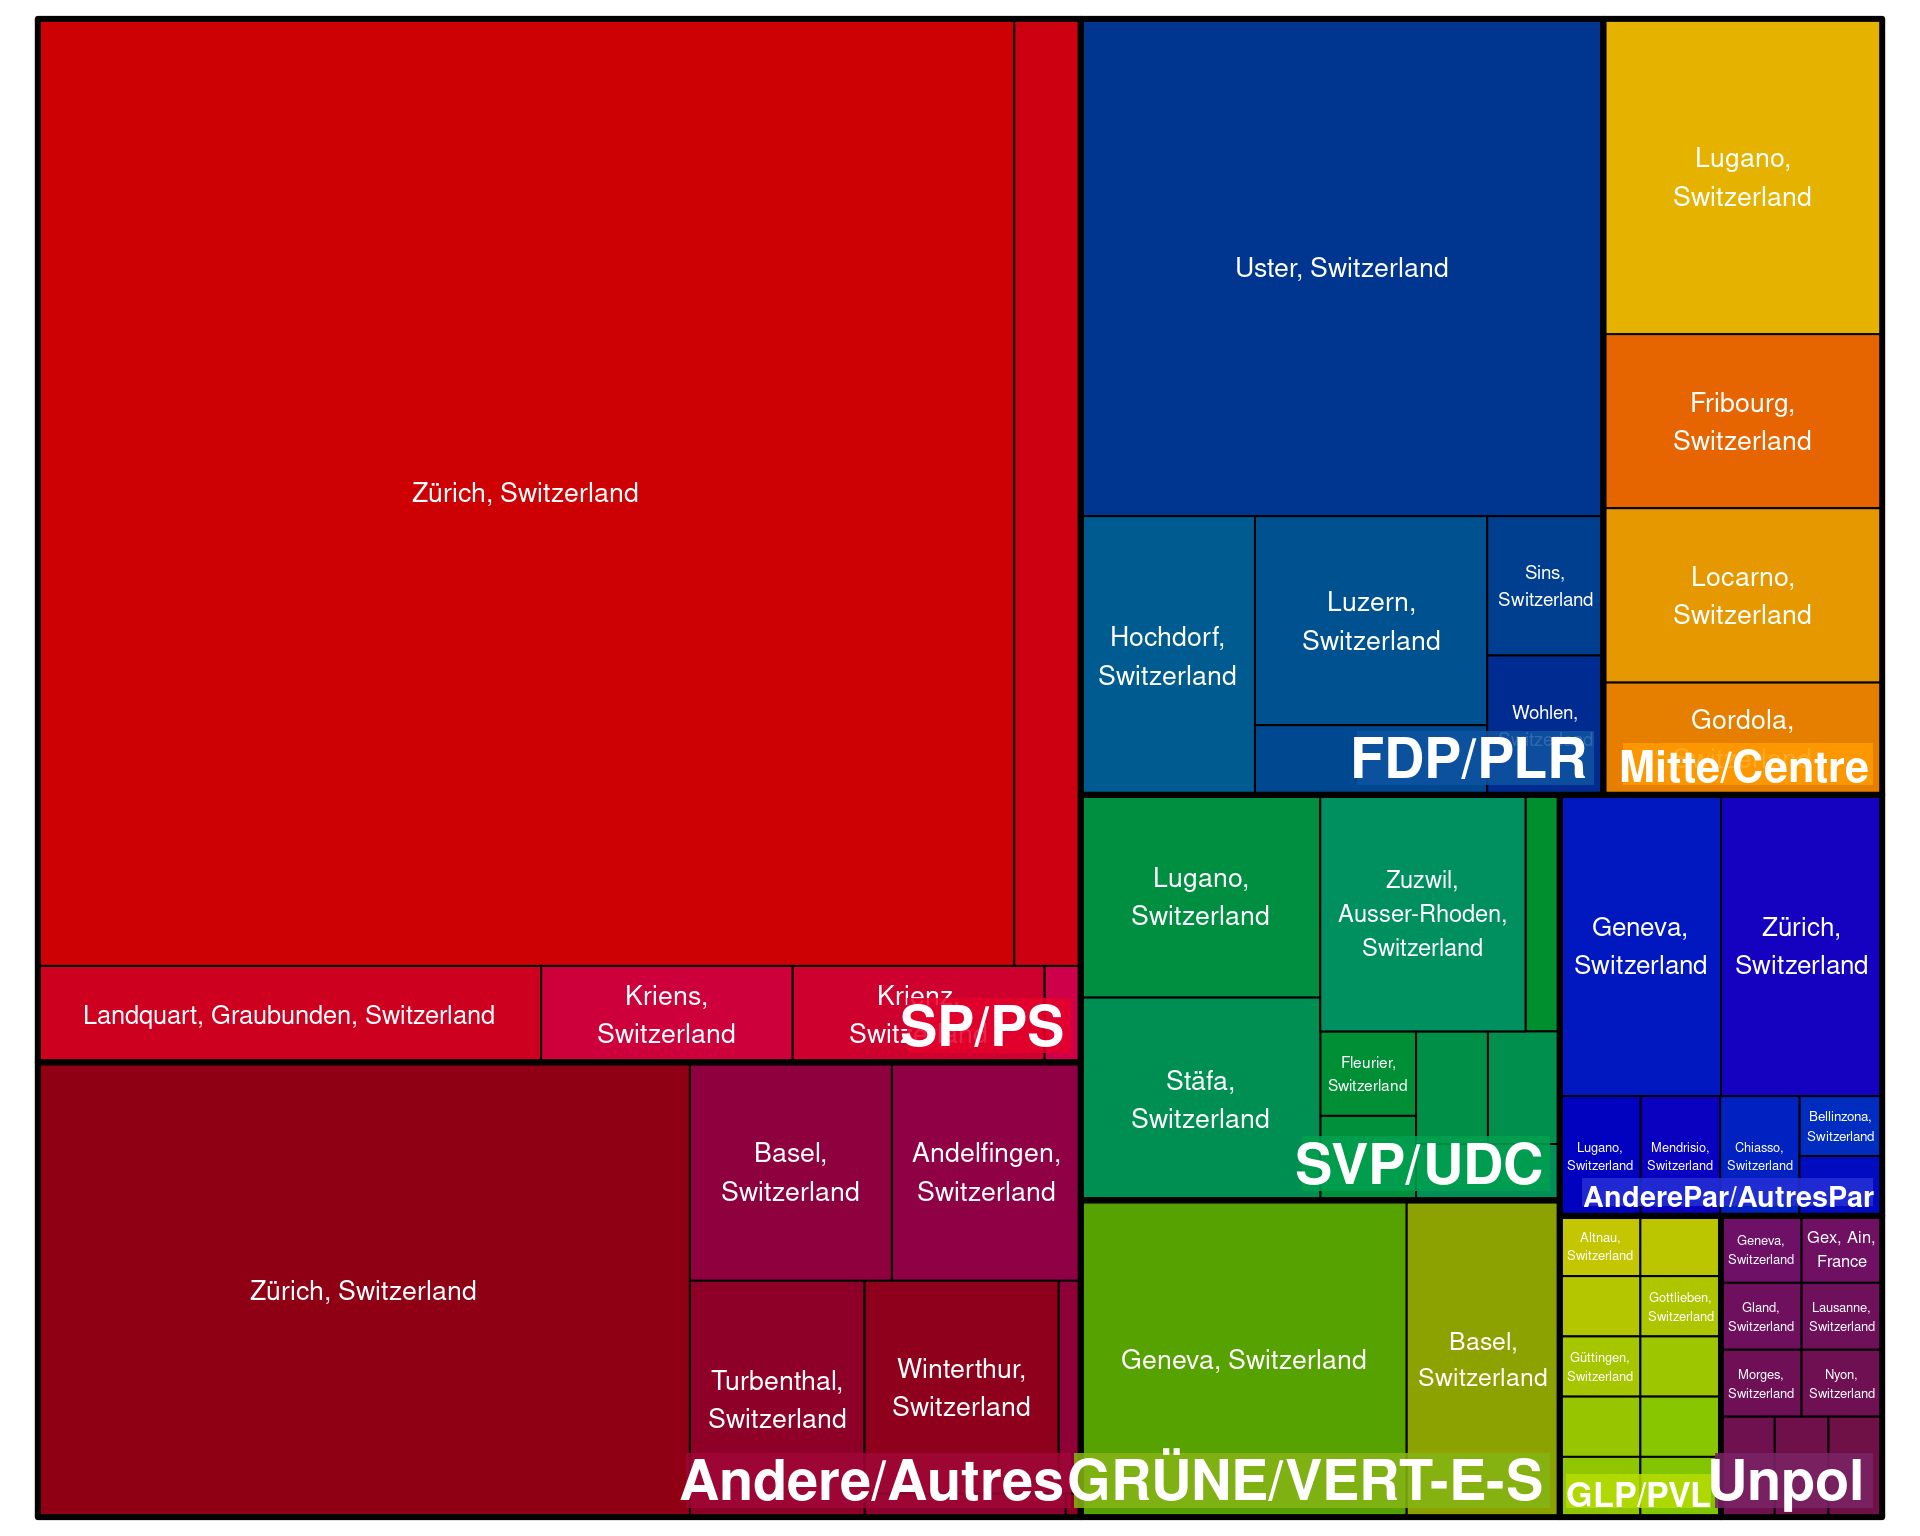 Zürich, Switzerland
Landquart, Graubunden, Switzerland
Kriens,
Switzerland
Krienz,
Switzerland
SP/PS
Uster, Switzerland
Hochdorf,
Switzerland
Luzern,
Switzerland
Sins,
Switzerland
Wohlen,
Switzerland
FDP/PLR
Lugano,
Switzerland
Fribourg,
Switzerland
Locarno,
Switzerland
Gordola,
Switzerland
Mitte/Centre
Zürich, Switzerland
Basel,
Switzerland
Andelfingen,
Switzerland
Turbenthal,
Switzerland
Winterthur,
Switzerland
Andere/Autres
Lugano,
Switzerland
Zuzwil,
Ausser-Rhoden,
Switzerland
Stäfa,
Switzerland
Fleurier,
Switzerland
SVP/UDC
Geneva, Switzerland
Basel,
Switzerland
GRÜNE/VERT-E-S
Geneva,
Switzerland
Zürich,
Switzerland
Lugano,
Switzerland
Mendrisio,
Switzerland
Chiasso,
Switzerland
Bellinzona,
Switzerland
AnderePar/AutresPar
Altnau,
Switzerland
Gottlieben,
Switzerland
Güttingen,
Switzerland
GLP/PVL
Geneva,
Switzerland
Gex, Ain,
France
Gland,
Switzerland
Lausanne,
Switzerland
Morges,
Switzerland
Nyon,
Switzerland
Unpol